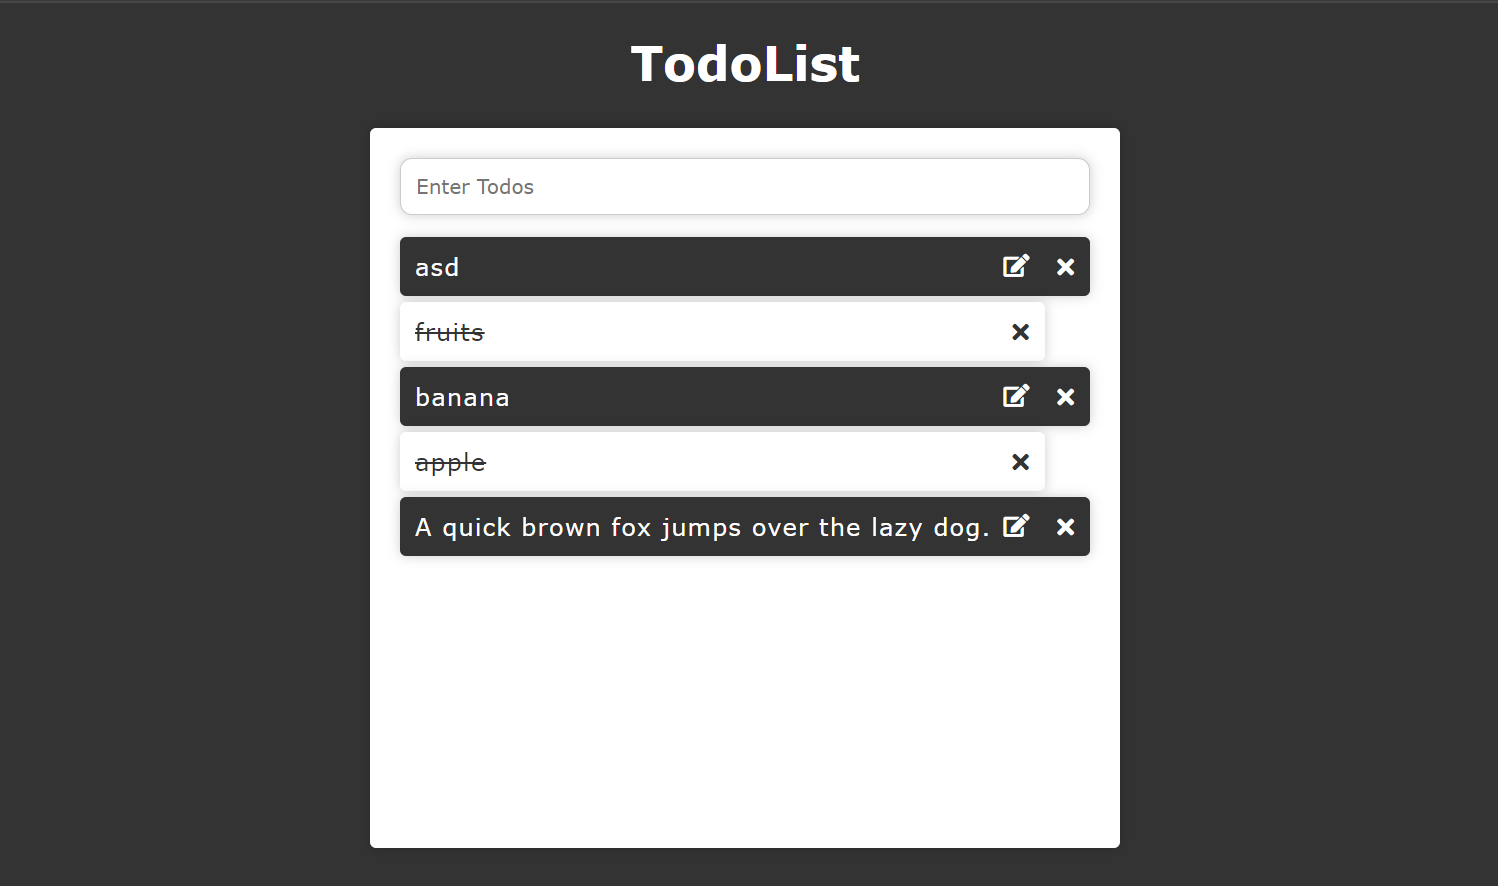 TodoList
Enter Todos
asd
fruits
banana
apple
A quick brown fox jumps over the lazy dog.